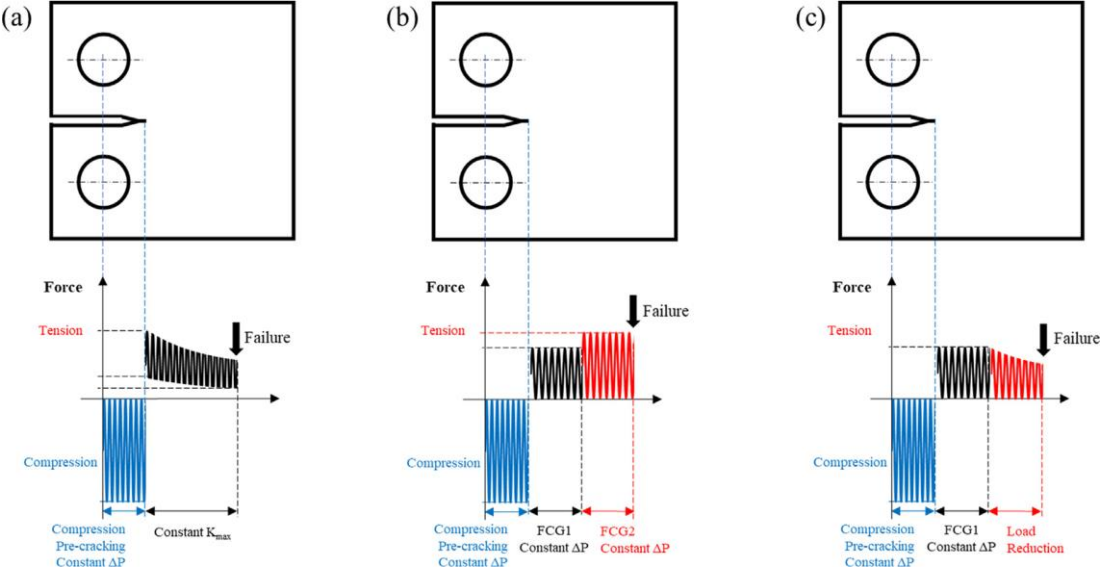 (a)
Force
Tension
Failure
Compression
Compression
Pre-cracking
Constant ΔP
Constant Kmax
(b)
Force
Tension
Failure
Compression
Compression
Pre-cracking
Constant ΔP
FCG1
Constant ΔP
FCG2
Constant ΔP
(c)
Force
Tension
Failure
Compression
Compression
Pre-cracking
Constant ΔP
FCG1
Constant ΔP
Load
Reduction